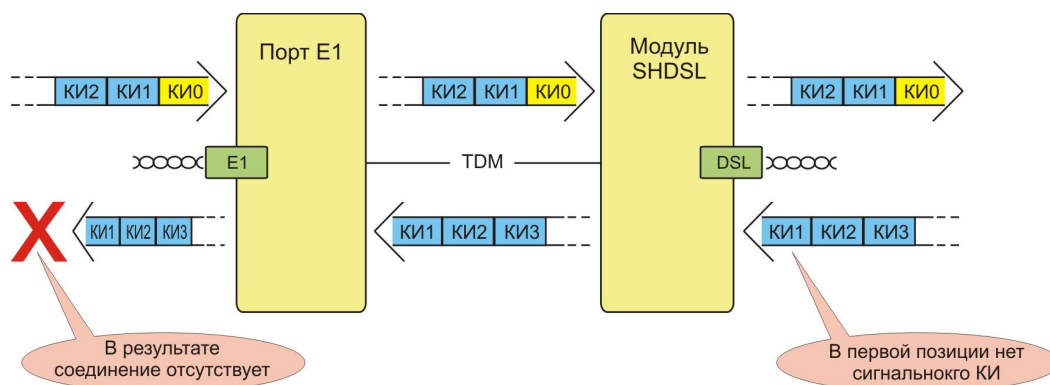 Порт Е1
Модуль
SHDSL
КИ2 КИ1 КИ0
КИ2 КИ1 КИ0
КИ2 КИ1 КИ0
E1
TDM
DSL
X
КИ1 КИ2 КИ3
КИ1 КИ2 КИ3
КИ1 КИ2 КИ3
В результате
соединение отсутствует
В первой позиции нет
сигнальнокго КИ